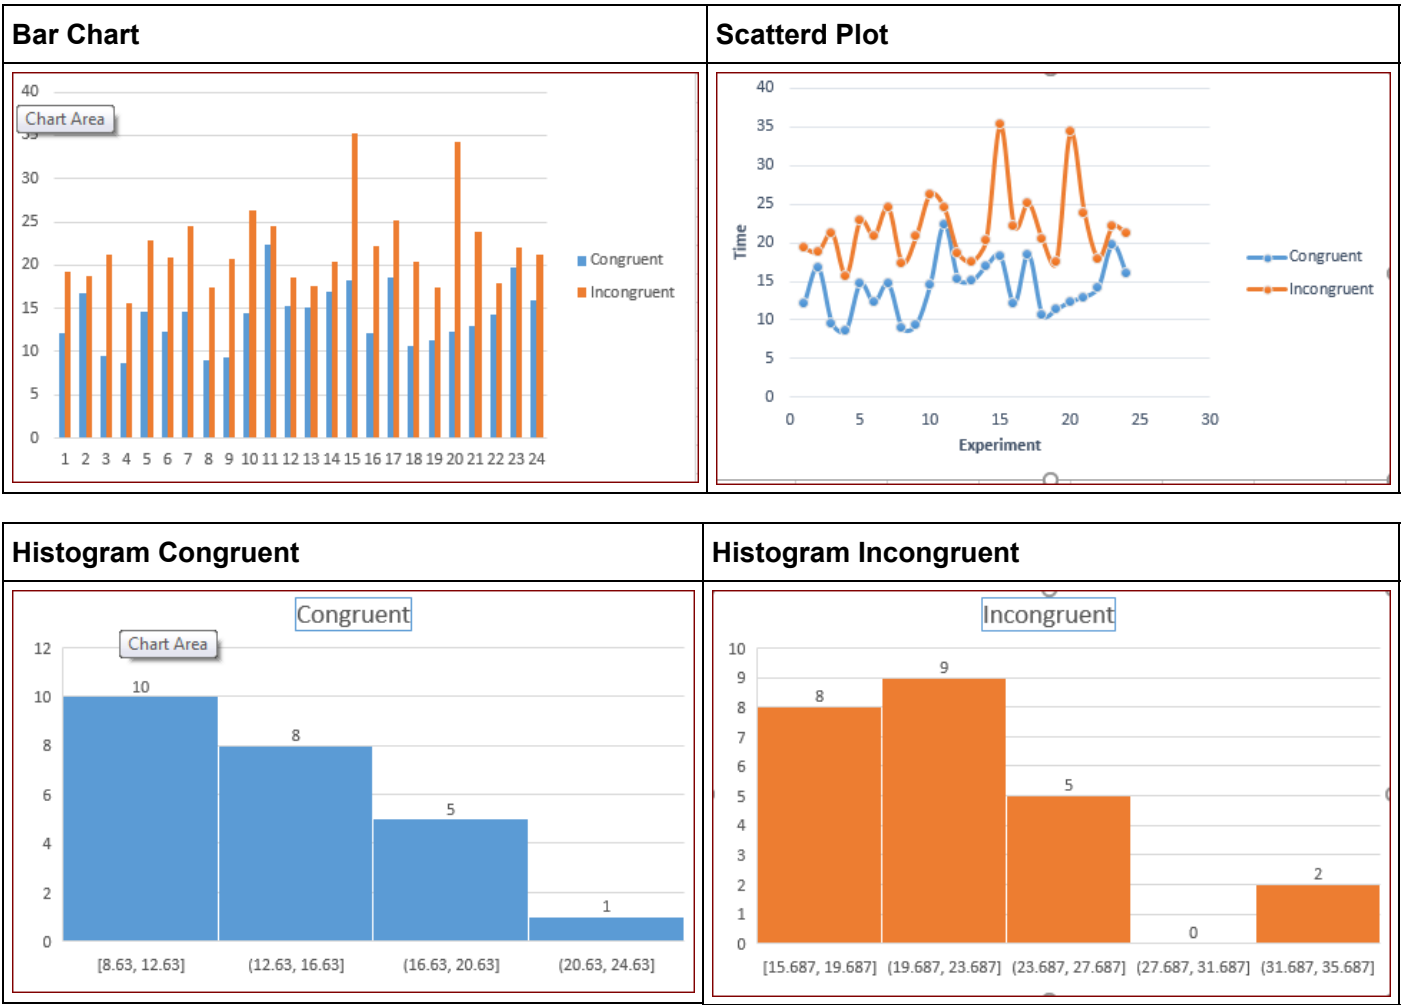 Bar Chart
Scatterd Plot
40
Chart Area
35
30
25
20
15
10
5
0
1 2 3 4 5 6 7 8 9 10 11 12 13 14 15 16 17 18 19 20 21 22 23 24
Congruent
Incongruent
40
35
30
25
20
15
10
5
0
Time
0 5 10 15 20 25 30
Experiment
Congruent
Incongruent
Histogram Congruent
Histogram Incongruent
Congruent
Chart Area
12
10
8
6
4
2
0
10
8
5
1
[8.63, 12.63] (12.63, 16.63] (16.63, 20.63] (20.63, 24.63]
Incongruent
10
9
8
7
6
5
4
3
2
1
0
8
9
5
0
2
[15.687, 19.687] (19.687, 23.687] (23.687, 27.687] (27.687, 31.687] (31.687, 35.687]